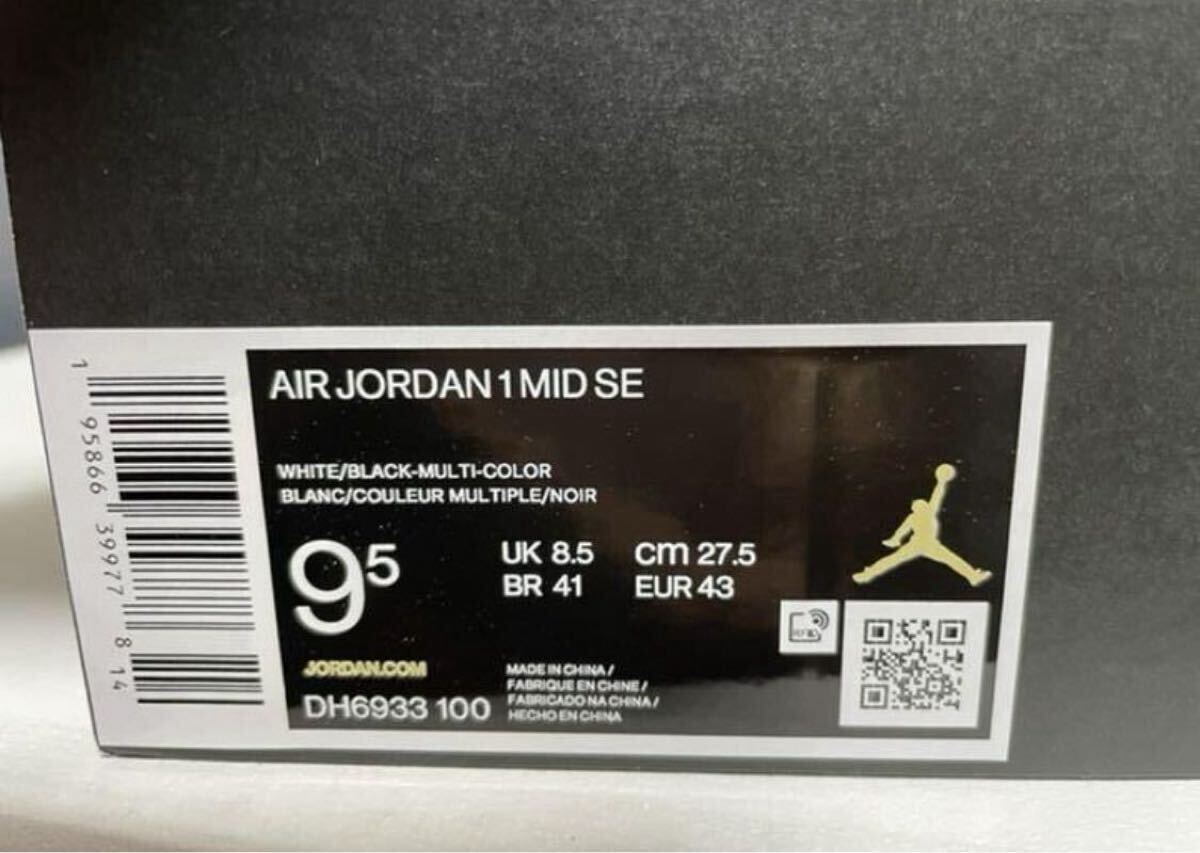 AIR JORDAN 1 MID SE
WHITE/BLACK-MULTI-COLOR
BLANC/COULEUR MULTIPLE/NOIR
9⁵
UK 8.5 cm 27.5
BR 41 EUR 43
JORDAN.COM
DH6933 100
MADE IN CHINA /
FABRIQUE EN CHINE /
FABRICADO NA CHINA /
HECHO EN CHINA
1 95866 39977 8 14